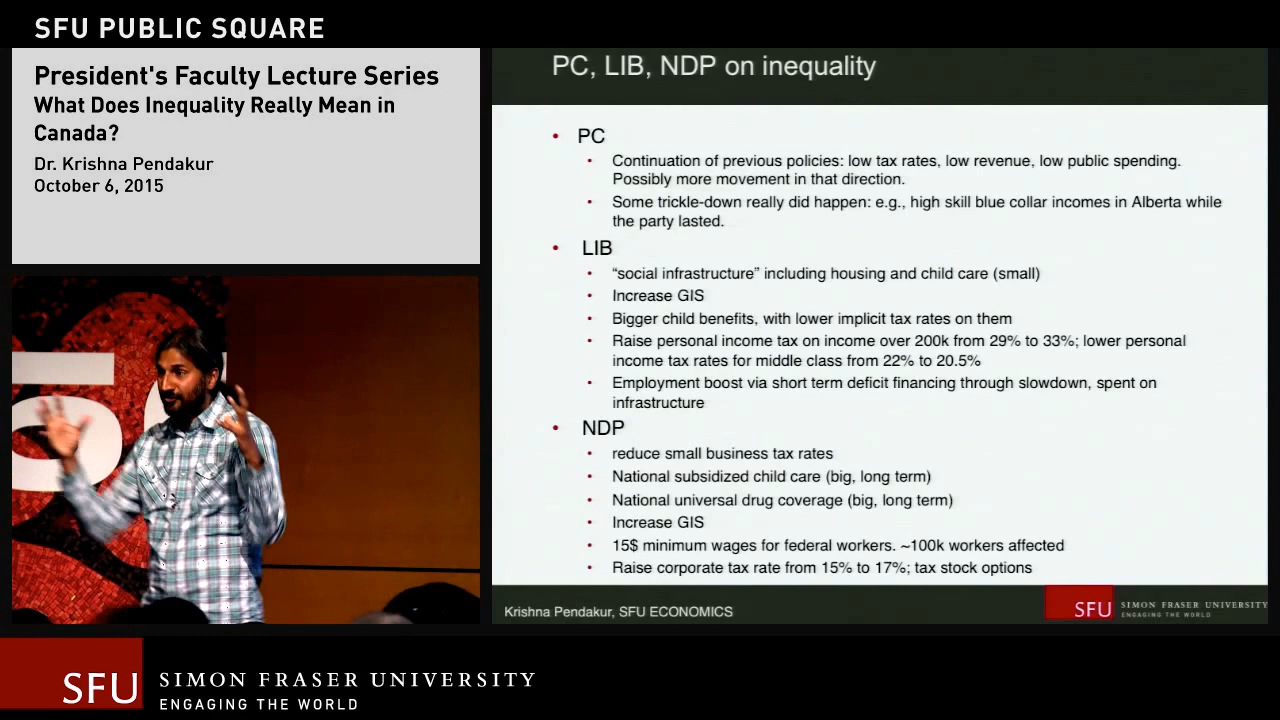 SFU PUBLIC SQUARE
President's Faculty Lecture Series
What Does Inequality Really Mean in
Canada?
Dr. Krishna Pendakur
October 6, 2015
PC, LIB, NDP on inequality
• PC
• Continuation of previous policies: low tax rates, low revenue, low public spending.
Possibly more movement in that direction.
• Some trickle-down really did happen: e.g., high skill blue collar incomes in Alberta while
the party lasted.
• LIB
• “social infrastructure” including housing and child care (small)
• Increase GIS
• Bigger child benefits, with lower implicit tax rates on them
• Raise personal income tax on income over 200k from 29% to 33%; lower personal
income tax rates for middle class from 22% to 20.5%
• Employment boost via short term deficit financing through slowdown, spent on
infrastructure
• NDP
• reduce small business tax rates
• National subsidized child care (big, long term)
• National universal drug coverage (big, long term)
• Increase GIS
• 15$ minimum wages for federal workers. ~100k workers affected
• Raise corporate tax rate from 15% to 17%; tax stock options
Krishna Pendakur, SFU ECONOMICS
SFU SIMON FRASER UNIVERSITY
ENGAGING THE WORLD
SFU SIMON FRASER UNIVERSITY
ENGAGING THE WORLD